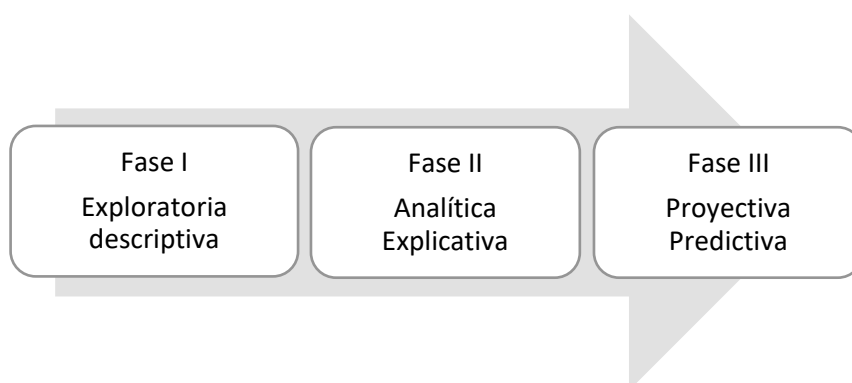 Fase I
Exploratoria
descriptiva
Fase II
Analítica
Explicativa
Fase III
Proyectiva
Predictiva